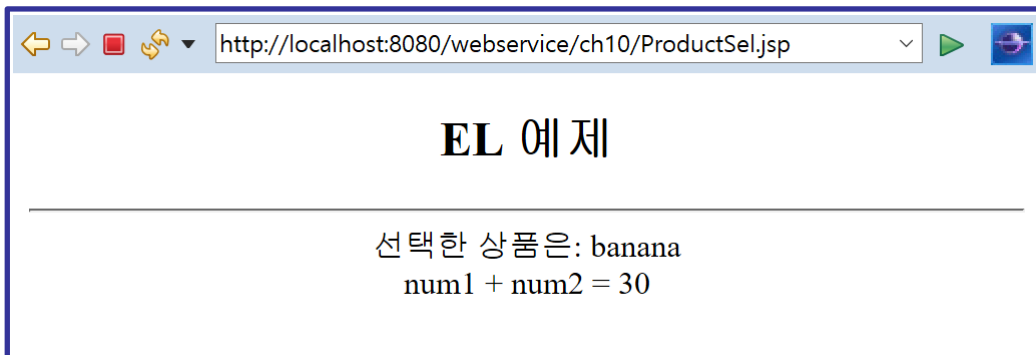 http://localhost:8080/webservice/ch10/ProductSel.jsp
EL 예제
선택한 상품은: banana
num1 + num2 = 30